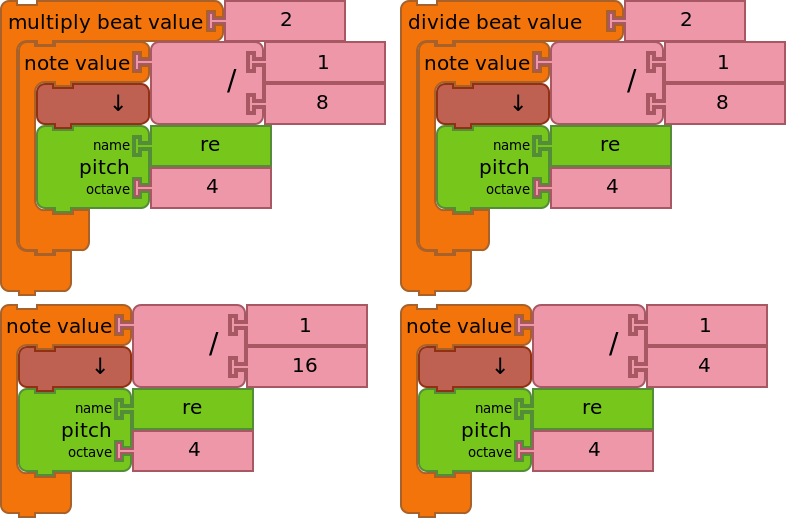 multiply beat value 2
note value / 1
8
↓
name re
pitch
octave 4
divide beat value 2
note value / 1
8
↓
name re
pitch
octave 4
note value / 1
16
↓
name re
pitch
octave 4
note value / 1
4
↓
name re
pitch
octave 4